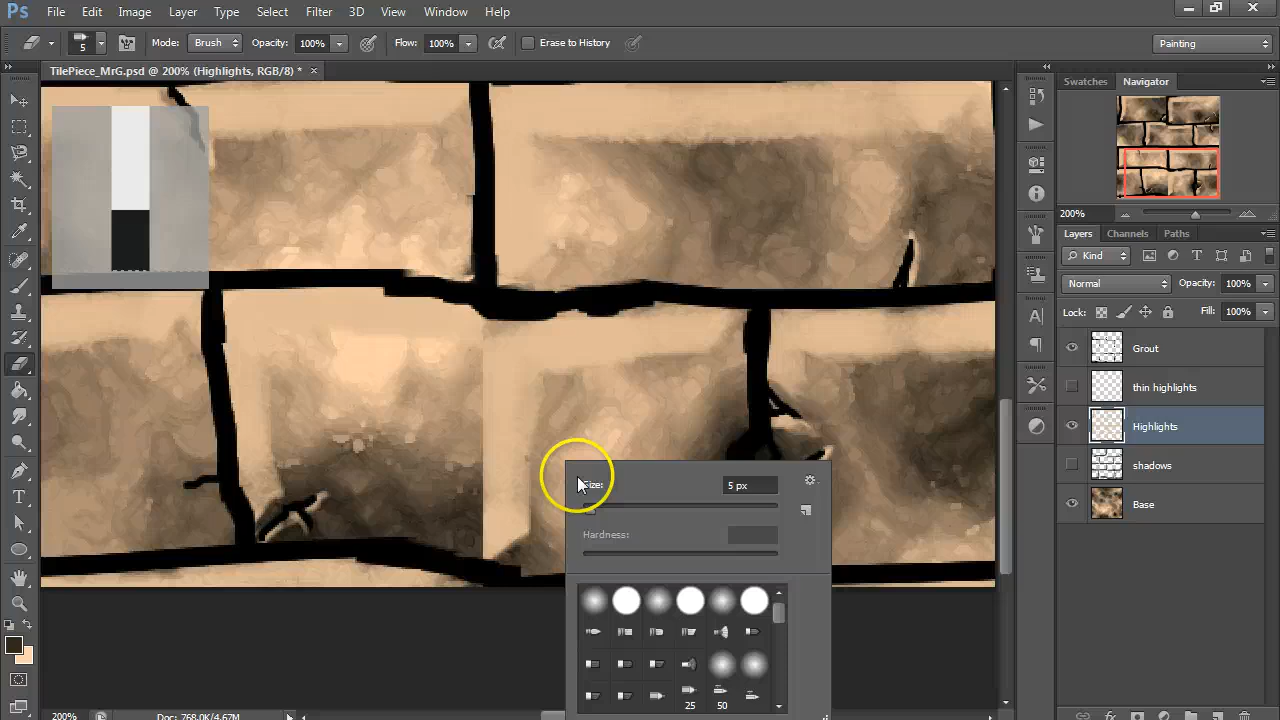 Ps File Edit Image Layer Type Select Filter 3D View Window Help
5 Mode: Brush Opacity: 100% Flow: 100% Erase to History Painting
TilePiece_MrG.psd @ 200% (Highlights, RGB/8) * ×
Swatches Navigator
200%
Layers Channels Paths
Kind
Normal Opacity: 100%
Lock: Fill: 100%
Grout
thin highlights
Highlights
shadows
Base
Size: 5 px
Hardness:
25 50
200% Doc: 768.0K/4.67M